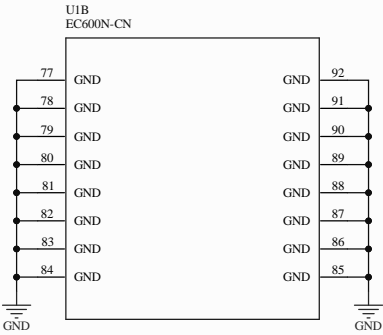 U1B
EC600N-CN
77 GND GND 92
78 GND GND 91
79 GND GND 90
80 GND GND 89
81 GND GND 88
82 GND GND 87
83 GND GND 86
84 GND GND 85
GND GND